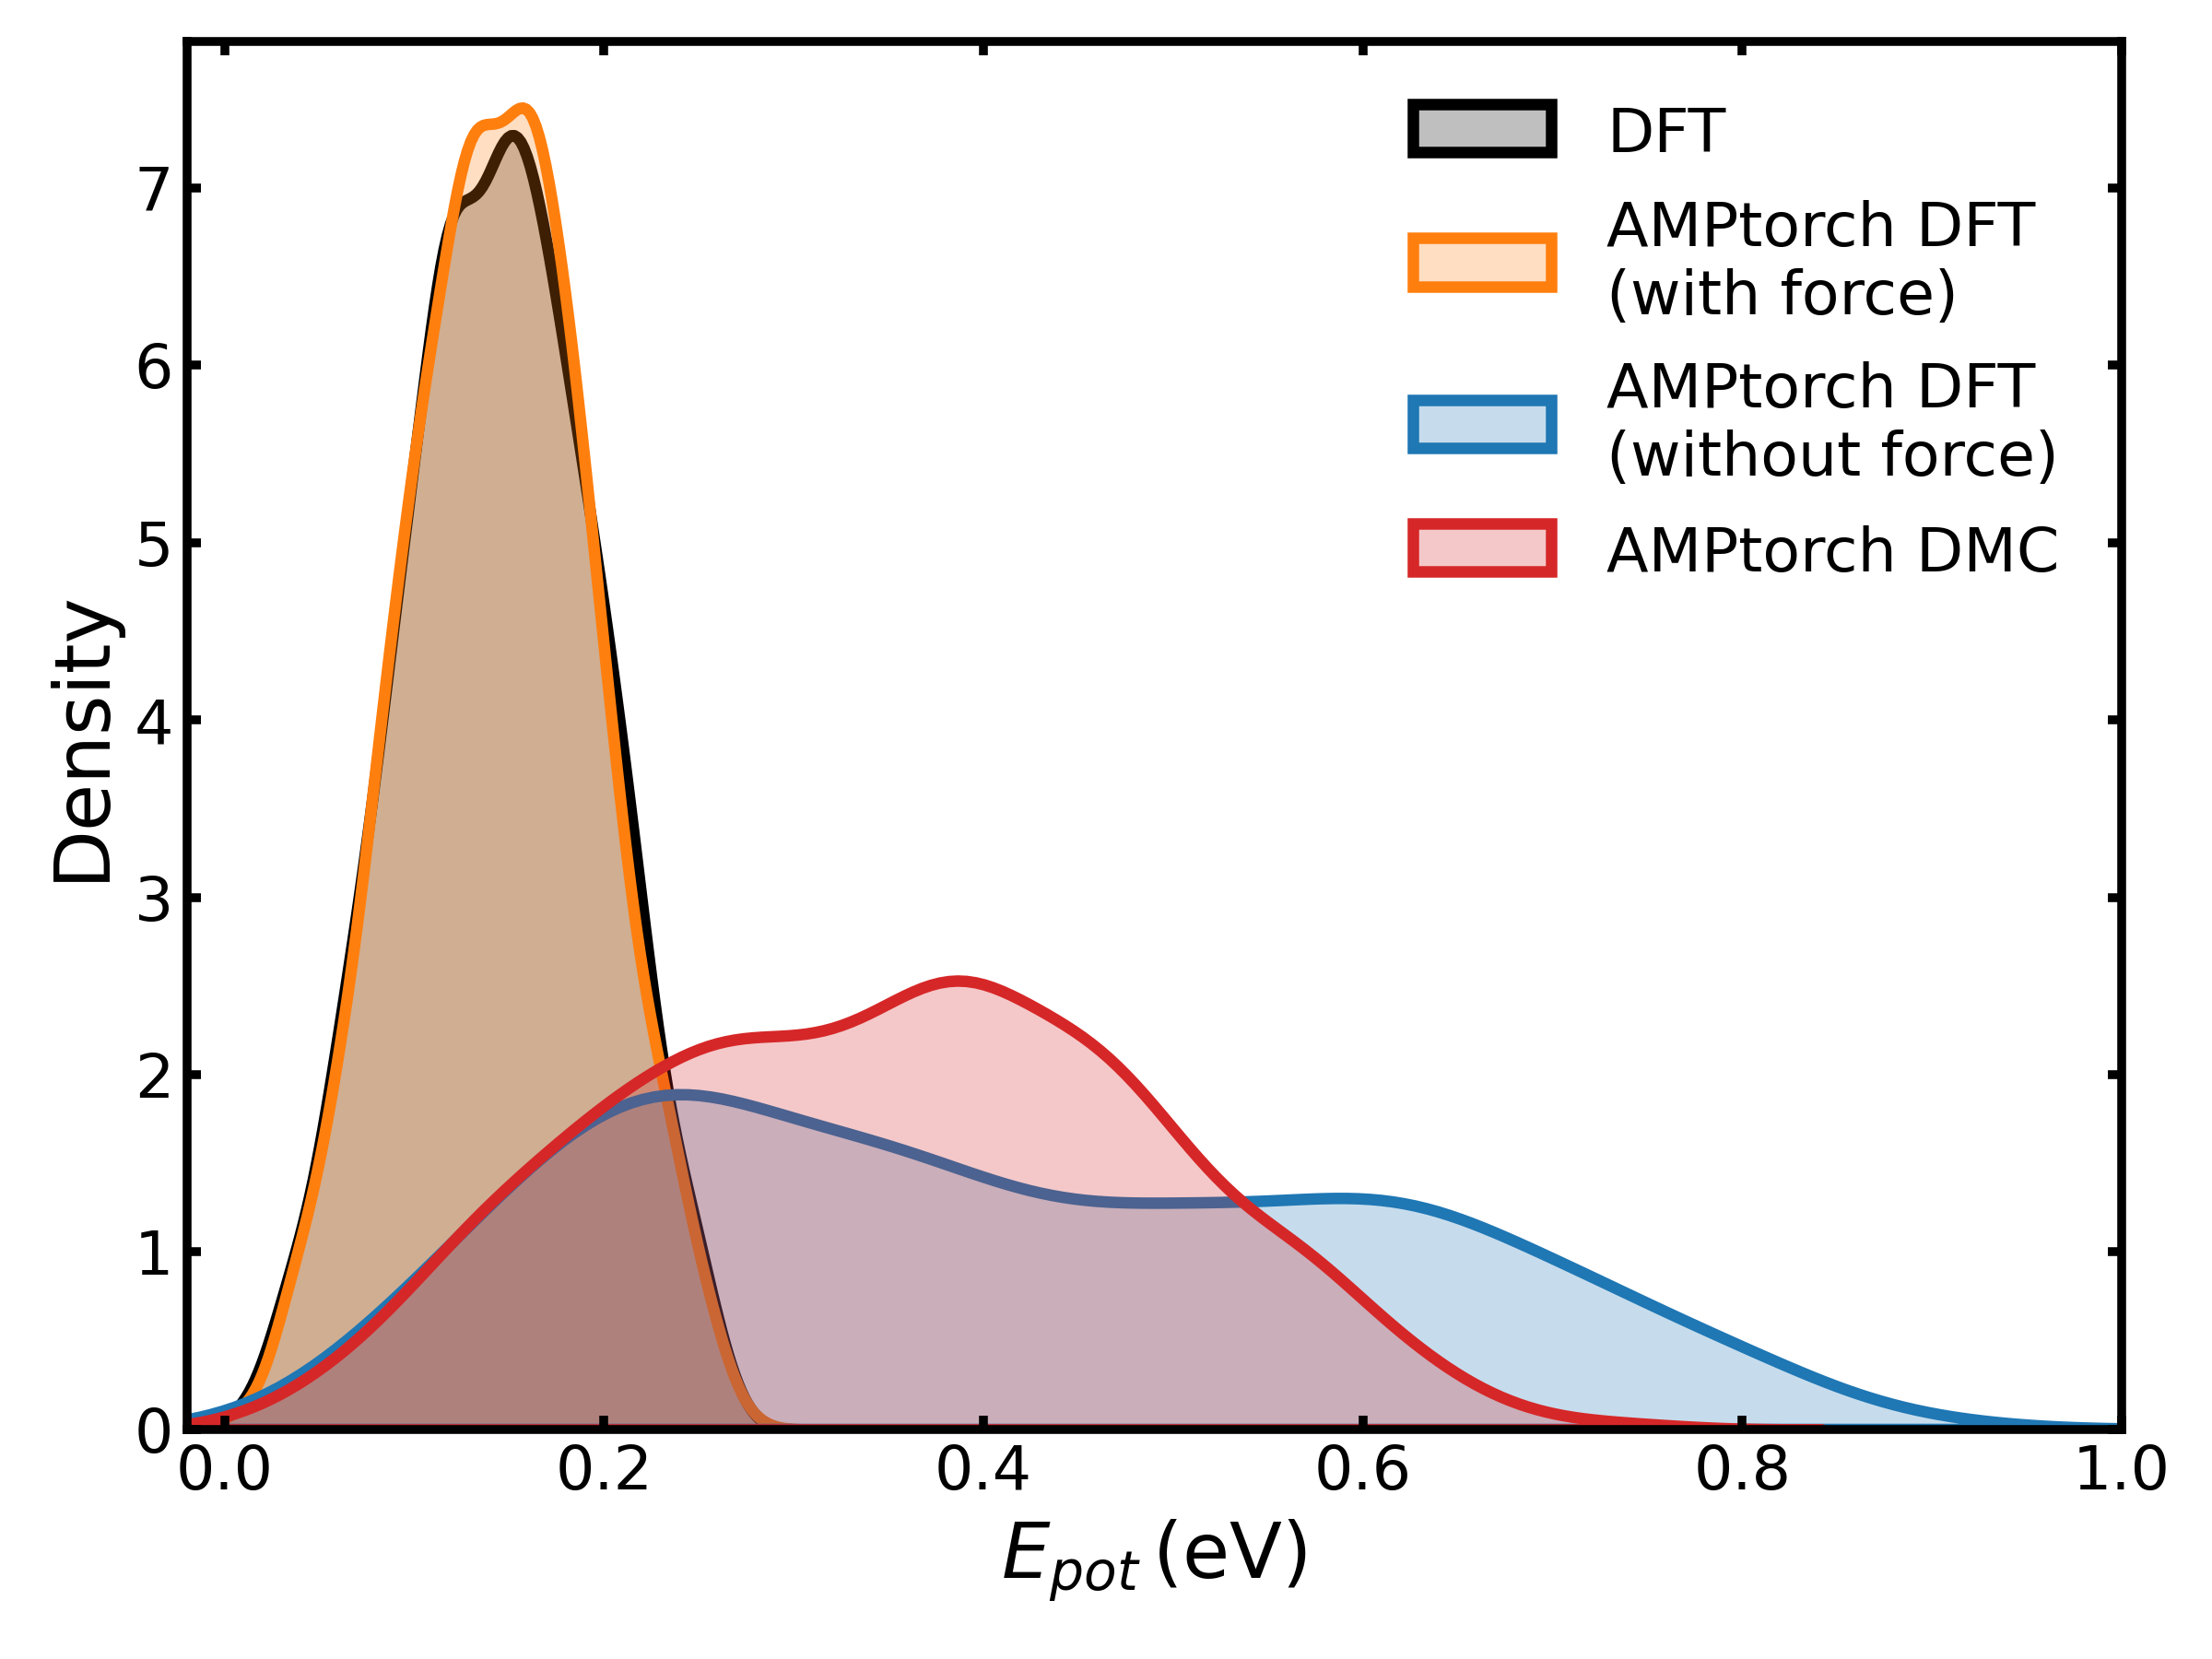 DFT
AMPtorch DFT
(with force)
AMPtorch DFT
(without force)
AMPtorch DMC
Density
7
6
5
4
3
2
1
0
0.0 0.2 0.4 0.6 0.8 1.0
E_pot (eV)